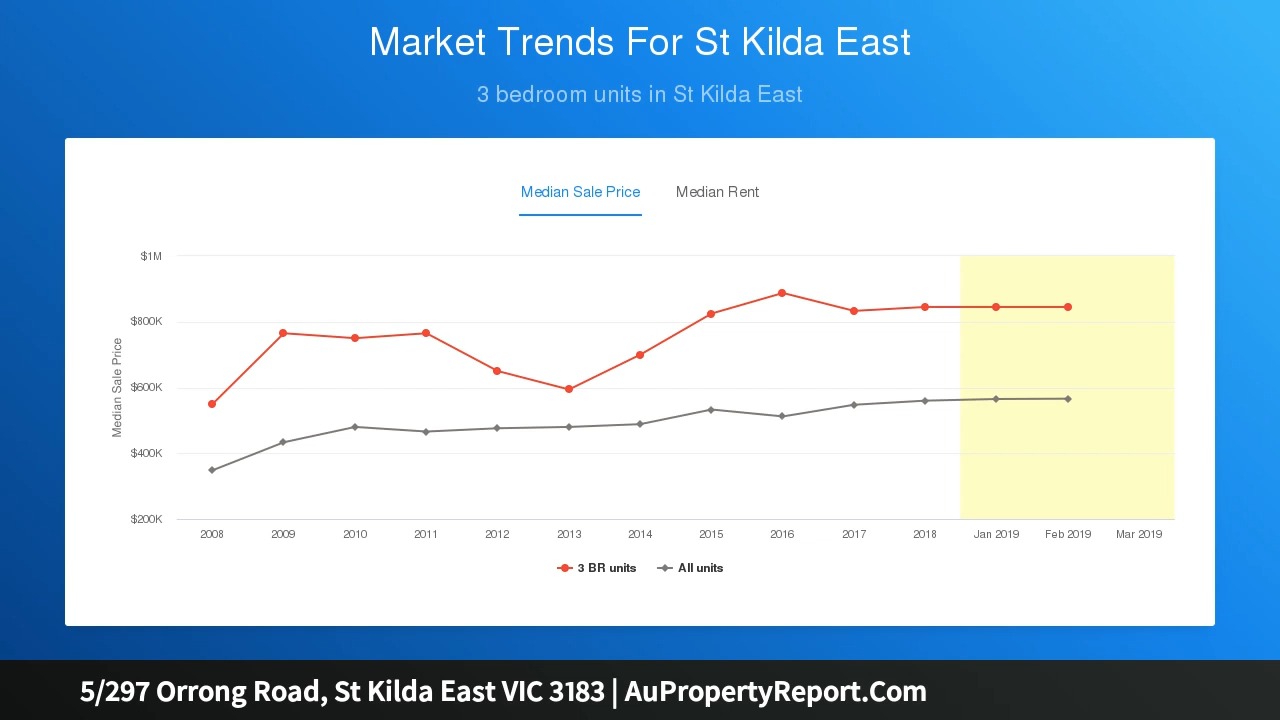 Market Trends For St Kilda East
3 bedroom units in St Kilda East
Median Sale Price
Median Rent
Median Sale Price
$1M
$800K
$600K
$400K
$200K
2008 2009 2010 2011 2012 2013 2014 2015 2016 2017 2018 Jan 2019 Feb 2019 Mar 2019
3 BR units All units
5/297 Orrong Road, St Kilda East VIC 3183 | AuPropertyReport.Com